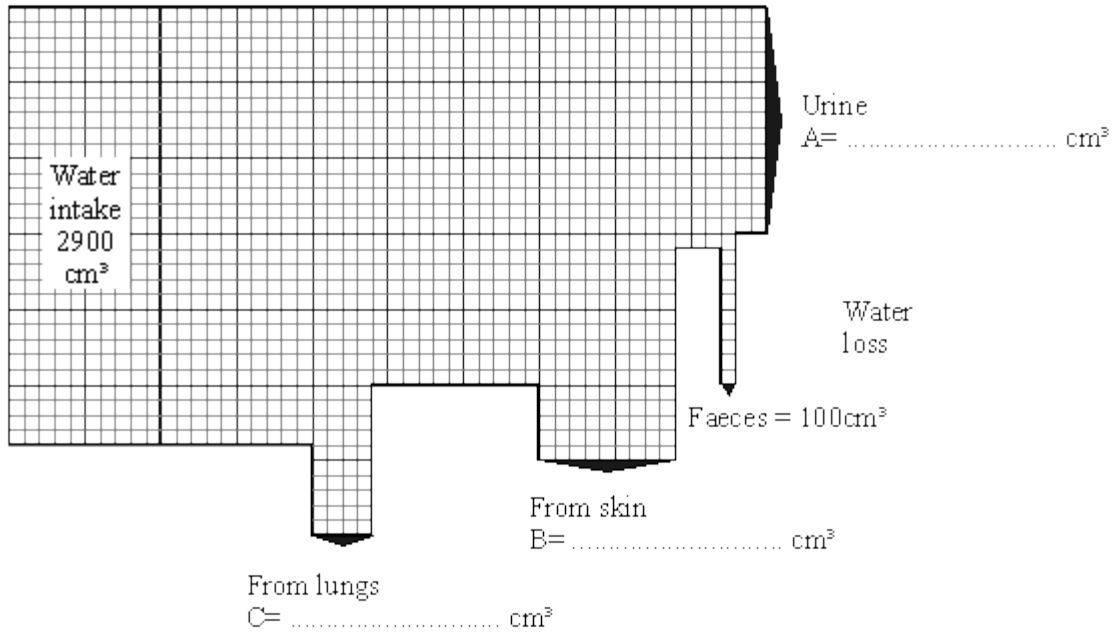 Urine
A= .............................. cm³
Water
intake
2900
cm³
Water
loss
Faeces = 100cm³
From skin
B= .............................. cm³
From lungs
C= .............................. cm³